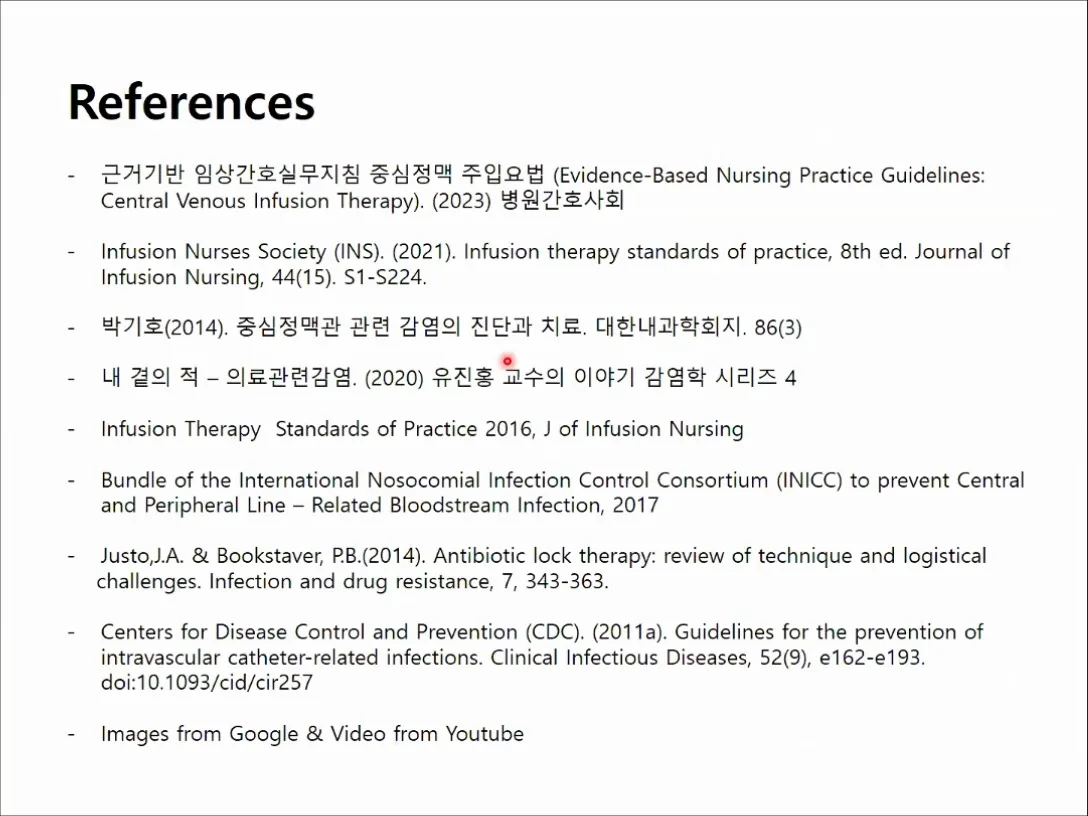 References
- 근거기반 임상간호실무지침 중심정맥 주입요법 (Evidence-Based Nursing Practice Guidelines:
Central Venous Infusion Therapy). (2023) 병원간호사회
- Infusion Nurses Society (INS). (2021). Infusion therapy standards of practice, 8th ed. Journal of
Infusion Nursing, 44(15). S1-S224.
- 박기호(2014). 중심정맥관 관련 감염의 진단과 치료. 대한내과학회지. 86(3)
- 내 곁의 적 – 의료관련감염. (2020) 유진홍 교수의 이야기 감염학 시리즈 4
- Infusion Therapy  Standards of Practice 2016, J of Infusion Nursing
- Bundle of the International Nosocomial Infection Control Consortium (INICC) to prevent Central
and Peripheral Line – Related Bloodstream Infection, 2017
- Justo,J.A. & Bookstaver, P.B.(2014). Antibiotic lock therapy: review of technique and logistical
challenges. Infection and drug resistance, 7, 343-363.
- Centers for Disease Control and Prevention (CDC). (2011a). Guidelines for the prevention of
intravascular catheter-related infections. Clinical Infectious Diseases, 52(9), e162-e193.
doi:10.1093/cid/cir257
- Images from Google & Video from Youtube